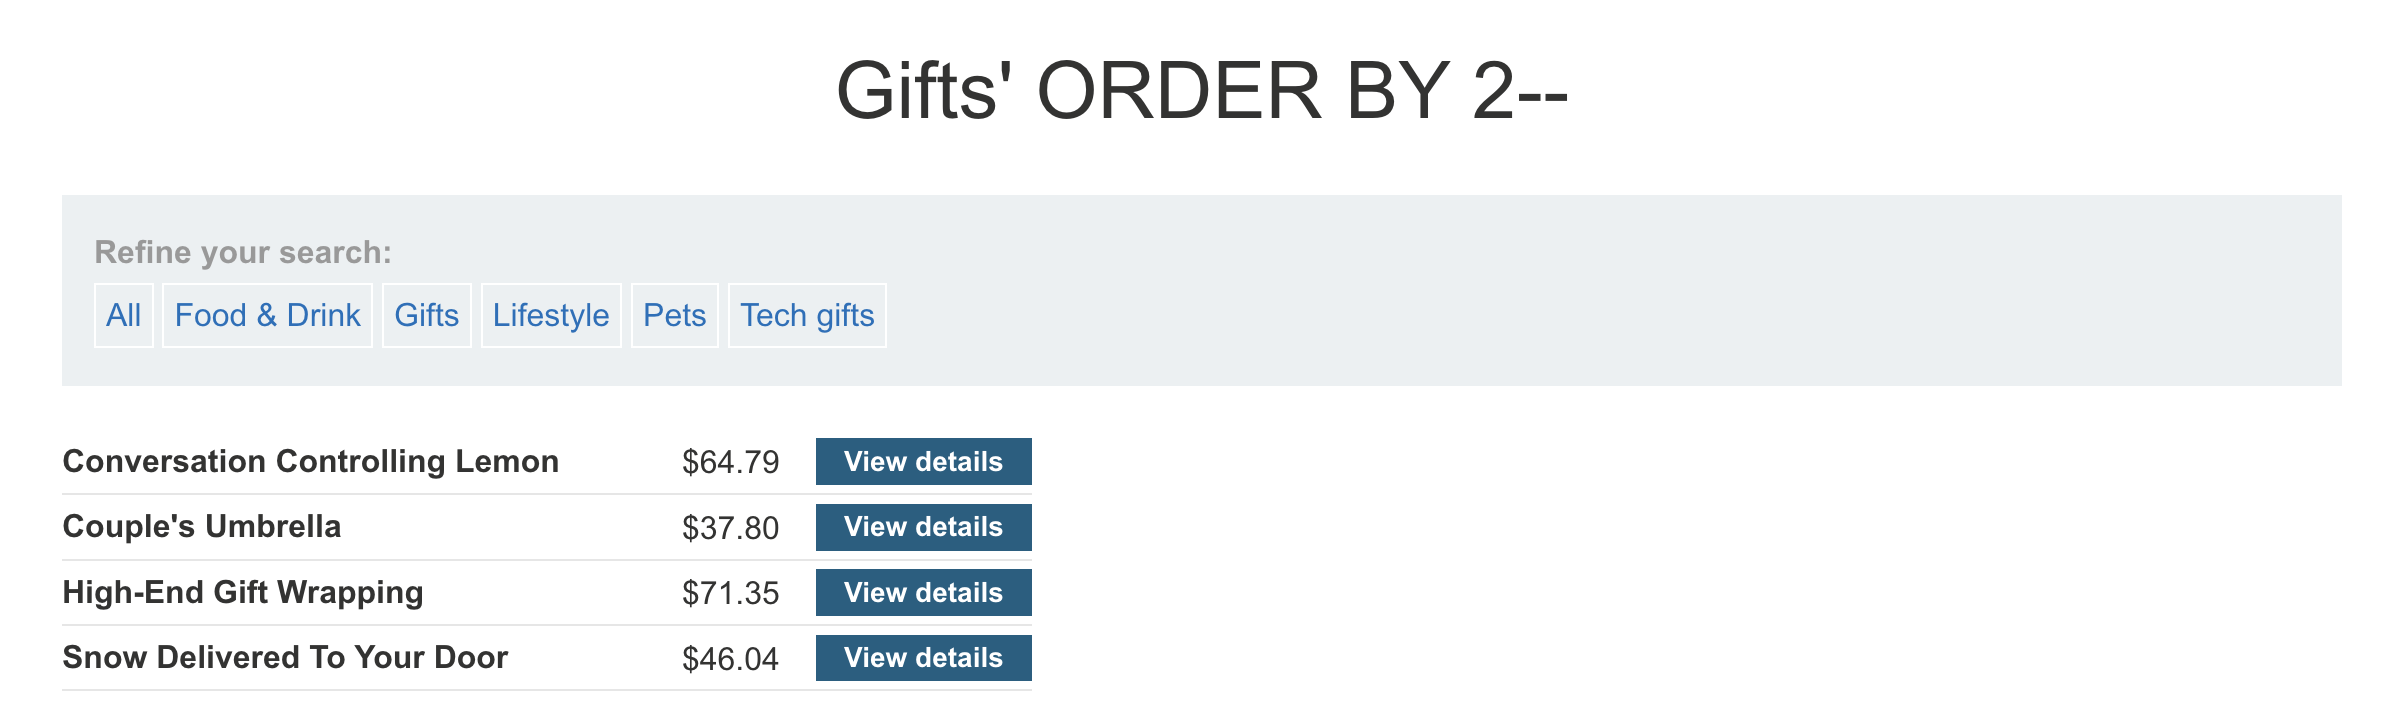 Gifts' ORDER BY 2--
Refine your search:
All Food & Drink Gifts Lifestyle Pets Tech gifts
Conversation Controlling Lemon $64.79 View details
Couple's Umbrella $37.80 View details
High-End Gift Wrapping $71.35 View details
Snow Delivered To Your Door $46.04 View details